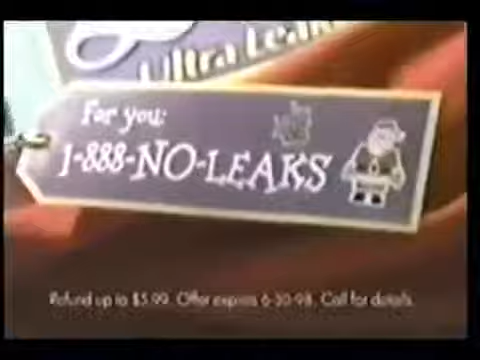 Ultra Leak
For you:
1-888-NO-LEAKS
Refund up to $5.99. Offer expires 6-30-98. Call for details.